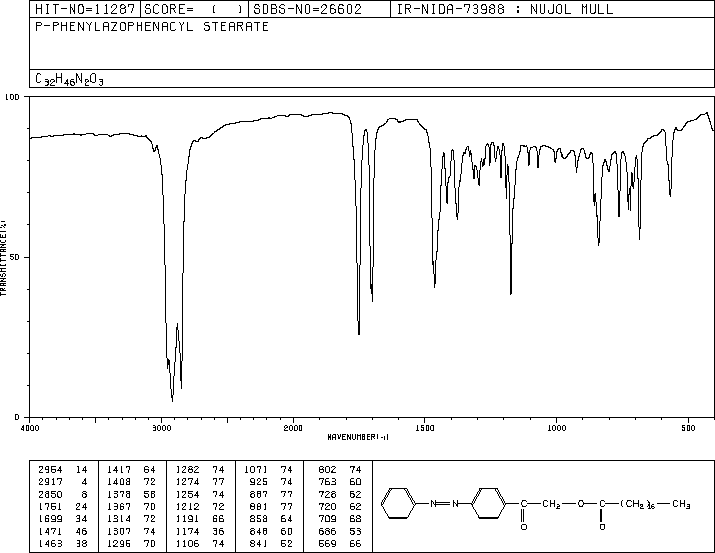 HIT-NO=11287 SCORE= ( ) SDBS-NO=26602 IR-NIDA-73988 : NUJOL MULL
P-PHENYLAZOPHENACYL STEARATE
C32H46N2O3
100
50
0
TRANSMITTANCE(%)
4000 3000 2000 1500 1000 500
WAVENUMBER(-1)
2954 14 1417 64 1282 74 1071 74 802 74
2917 4 1408 72 1274 77 925 74 763 60
2850 8 1378 58 1254 74 887 77 728 62
1751 24 1367 70 1212 72 881 77 720 62
1699 34 1314 72 1191 66 858 64 709 68
1471 46 1307 74 1174 36 848 60 686 53
1463 38 1295 70 1106 74 841 52 569 66
N=N C-CH2-O-C-(CH2)16-CH3
O O